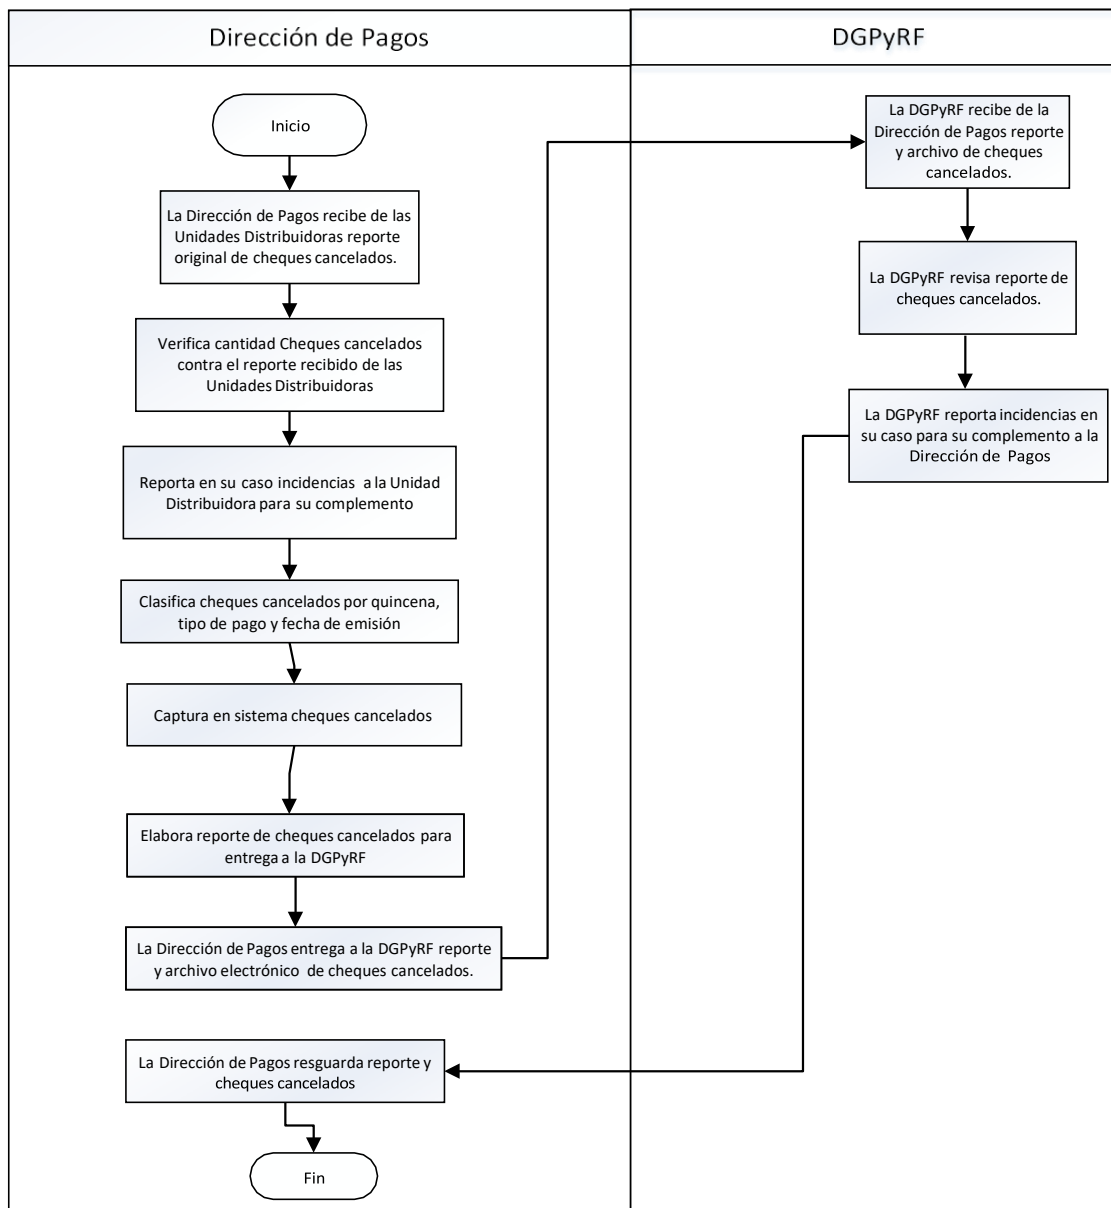 Dirección de Pagos
DGPyRF
Inicio
La Dirección de Pagos recibe de las
Unidades Distribuidoras reporte
original de cheques cancelados.
Verifica cantidad Cheques cancelados
contra el reporte recibido de las
Unidades Distribuidoras
Reporta en su caso incidencias a la Unidad
Distribuidora para su complemento
Clasifica cheques cancelados por quincena,
tipo de pago y fecha de emisión
Captura en sistema cheques cancelados
Elabora reporte de cheques cancelados para
entrega a la DGPyRF
La Dirección de Pagos entrega a la DGPyRF reporte
y archivo electrónico de cheques cancelados.
La DGPyRF recibe de la
Dirección de Pagos reporte
y archivo de cheques
cancelados.
La DGPyRF revisa reporte de
cheques cancelados.
La DGPyRF reporta incidencias en
su caso para su complemento a la
Dirección de Pagos
La Dirección de Pagos resguarda reporte y
cheques cancelados
Fin